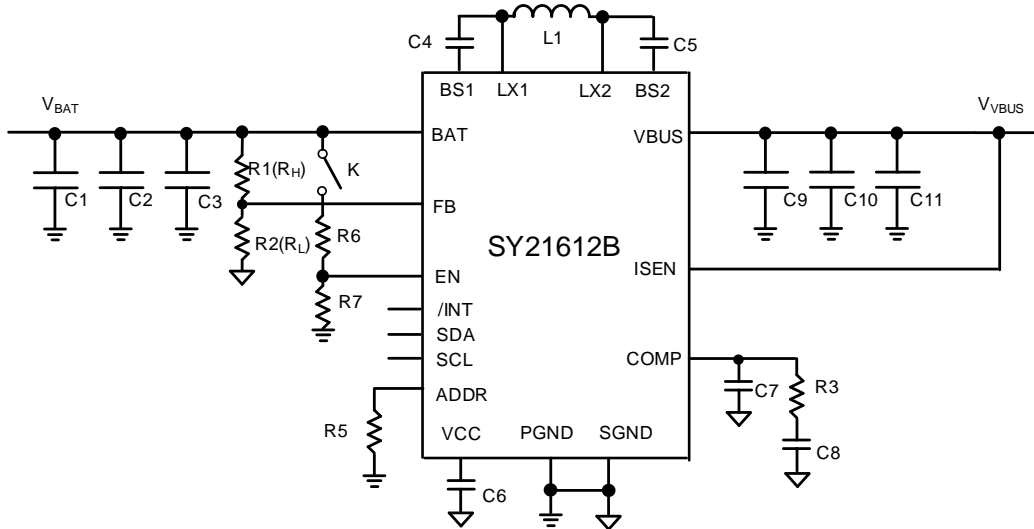 C4
L1
C5
BS1
LX1
LX2
BS2
VBAT
VVBUS
BAT
VBUS
R1(RH)
K
C1
C2
C3
C9
C10
C11
FB
R2(RL)
R6
SY21612B
EN
ISEN
R7
/INT
SDA
SCL
COMP
ADDR
C7
R3
R5
VCC
PGND
SGND
C8
C6